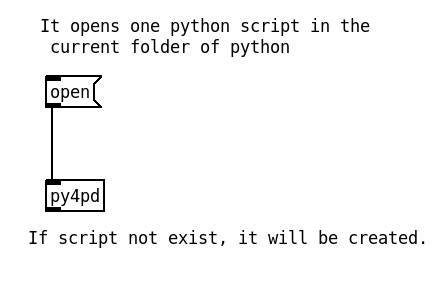 It opens one python script in the
current folder of python
open
py4pd
If script not exist, it will be created.